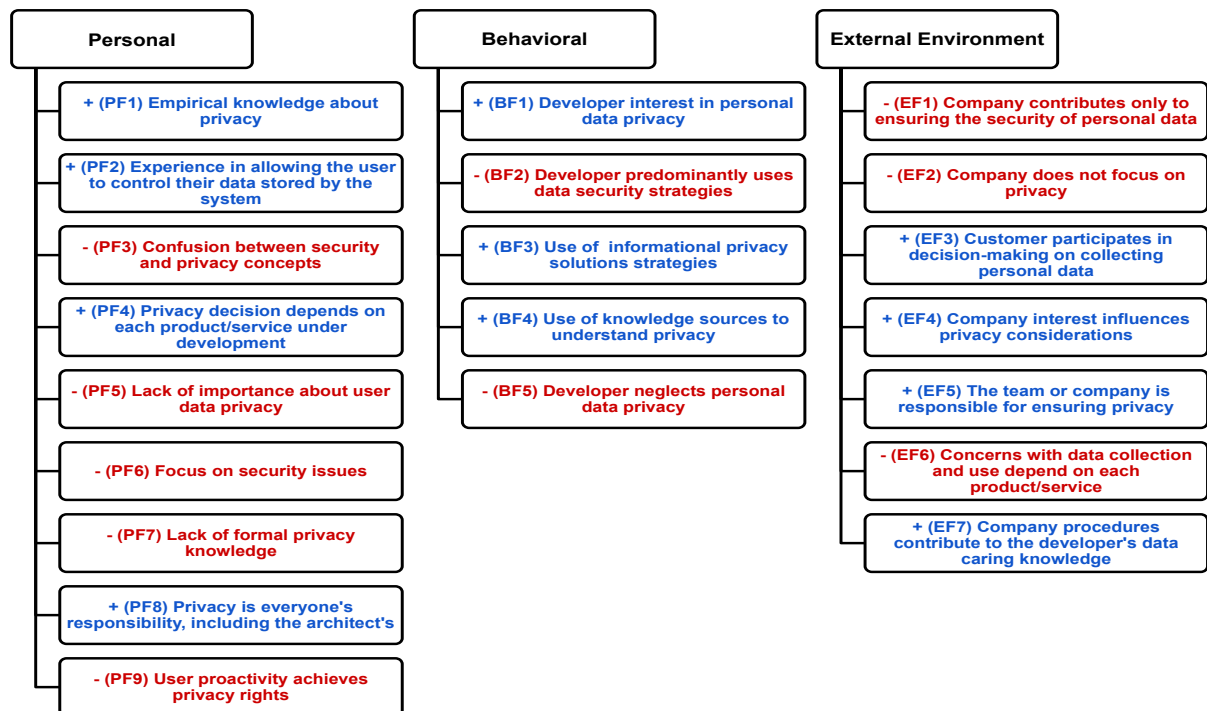 Personal
+ (PF1) Empirical knowledge about
privacy
+ (PF2) Experience in allowing the user
to control their data stored by the
system
- (PF3) Confusion between security
and privacy concepts
+ (PF4) Privacy decision depends on
each product/service under
development
- (PF5) Lack of importance about user
data privacy
- (PF6) Focus on security issues
- (PF7) Lack of formal privacy
knowledge
+ (PF8) Privacy is everyone's
responsibility, including the architect's
- (PF9) User proactivity achieves
privacy rights
Behavioral
+ (BF1) Developer interest in personal
data privacy
- (BF2) Developer predominantly uses
data security strategies
+ (BF3) Use of informational privacy
solutions strategies
+ (BF4) Use of knowledge sources to
understand privacy
- (BF5) Developer neglects personal
data privacy
External Environment
- (EF1) Company contributes only to
ensuring the security of personal data
- (EF2) Company does not focus on
privacy
+ (EF3) Customer participates in
decision-making on collecting
personal data
+ (EF4) Company interest influences
privacy considerations
+ (EF5) The team or company is
responsible for ensuring privacy
- (EF6) Concerns with data collection
and use depend on each
product/service
+ (EF7) Company procedures
contribute to the developer's data
caring knowledge